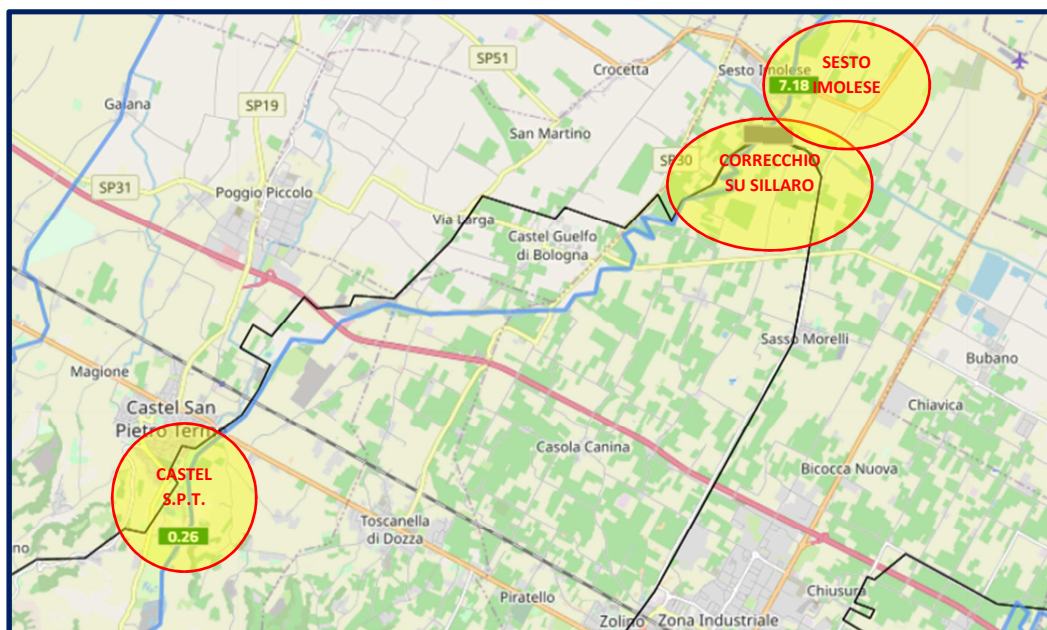 SP51
Crocetta
Sesto Imolese
SESTO
IMOLESE
7.18
Gaiana
SP19
San Martino
SP30
CORRECCHIO
SU SILLARO
SP31
Poggio Piccolo
Via Larga
Castel Guelfo
di Bologna
Sasso Morelli
Bubano
Magione
Chiavica
Castel San
Pietro Terme
CASTEL
S.P.T.
0.26
Casola Canina
Bicocca Nuova
Toscanella
di Dozza
no
Piratello
Chiusura
Zolino
Zona Industriale